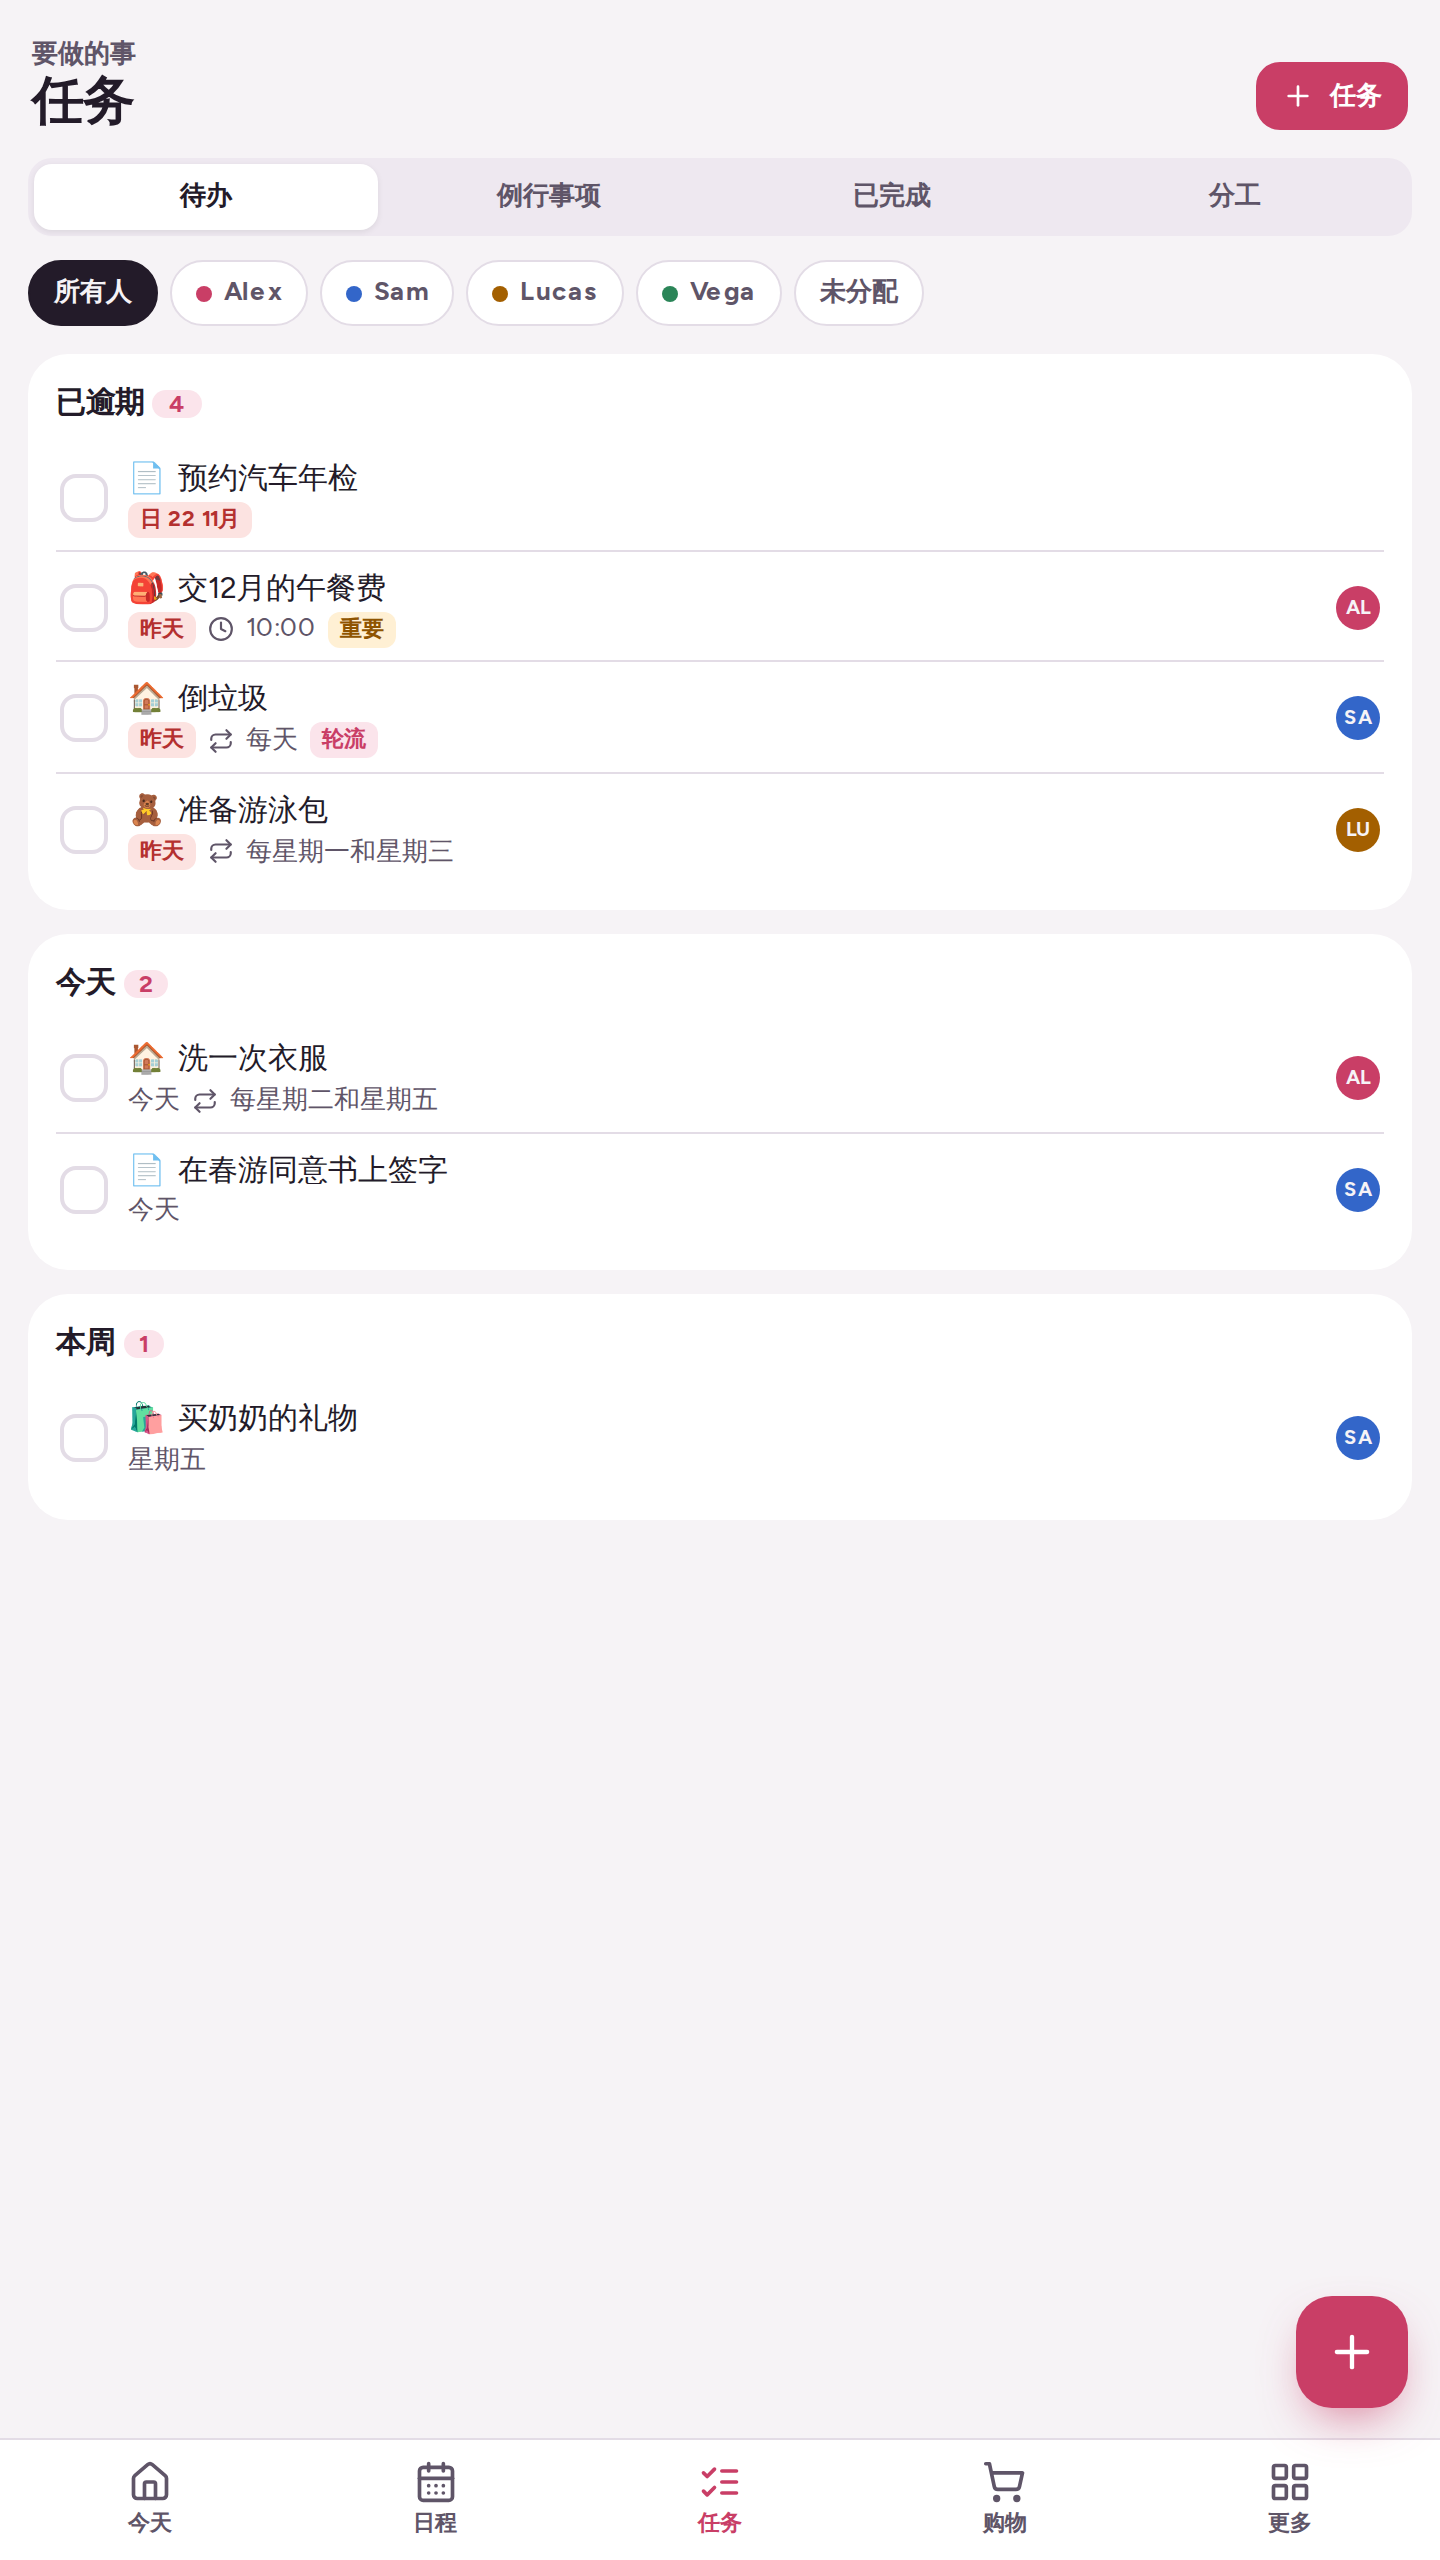 要做的事
任务
+ 任务
待办 例行事项 已完成 分工
所有人 Alex Sam Lucas Vega 未分配
已逾期 4
预约汽车年检
日 22 11月
交12月的午餐费
昨天 10:00 重要
AL
倒垃圾
昨天 每天 轮流
SA
准备游泳包
昨天 每星期一和星期三
LU
今天 2
洗一次衣服
今天 每星期二和星期五
AL
在春游同意书上签字
今天
SA
本周 1
买奶奶的礼物
星期五
SA
今天 日程 任务 购物 更多